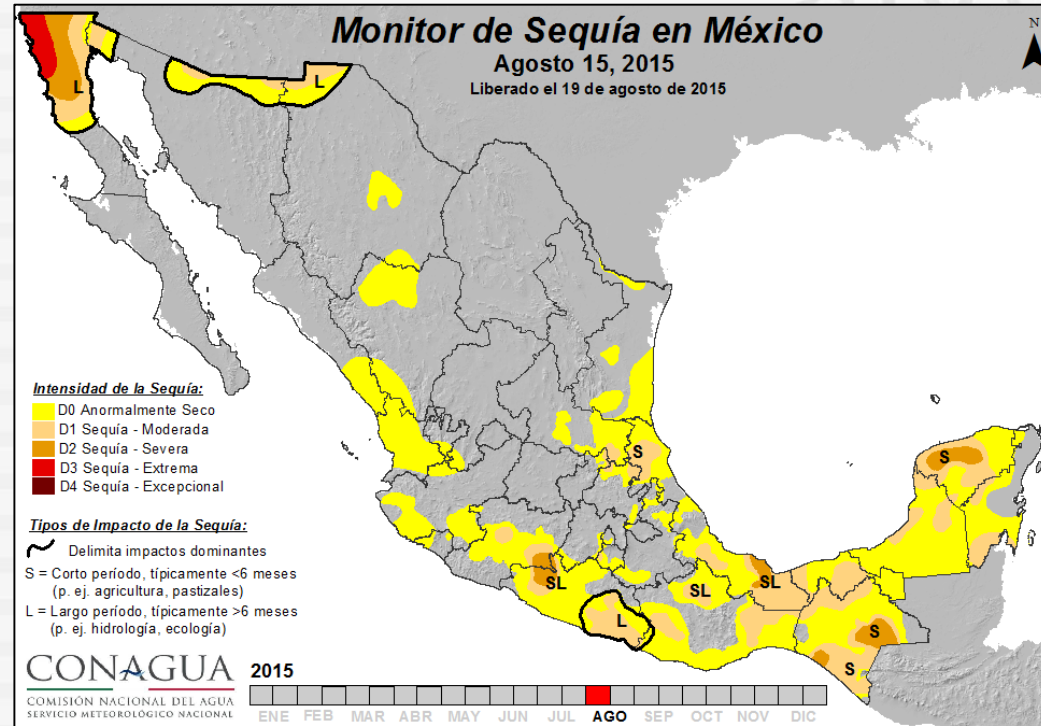 Monitor de Sequía en México
Agosto 15, 2015
Liberado el 19 de agosto de 2015
N
L
L
S
S
SL
SL
SL
L
S
S
Intensidad de la Sequía:
D0 Anormalmente Seco
D1 Sequía - Moderada
D2 Sequía - Severa
D3 Sequía - Extrema
D4 Sequía - Excepcional
Tipos de Impacto de la Sequía:
Delimita impactos dominantes
S = Corto período, típicamente <6 meses
(p. ej. agricultura, pastizales)
L = Largo período, típicamente >6 meses
(p. ej. hidrología, ecología)
CONAGUA
COMISIÓN NACIONAL DEL AGUA
SERVICIO METEOROLÓGICO NACIONAL
2015
ENE FEB MAR ABR MAY JUN JUL AGO SEP OCT NOV DIC